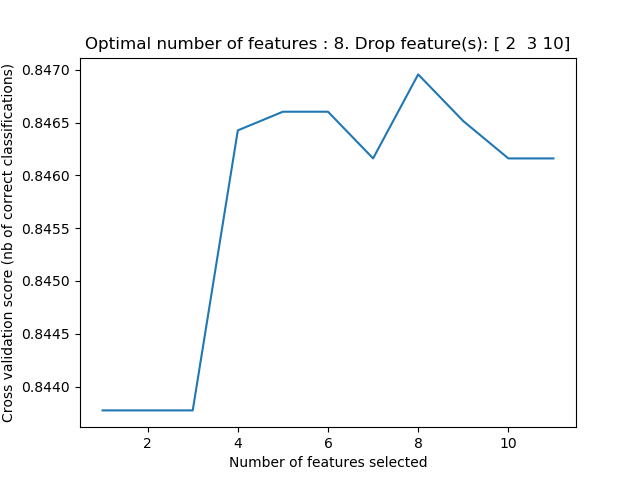 Optimal number of features : 8. Drop feature(s): [ 2  3 10]
Cross validation score (nb of correct classifications)
0.8470
0.8465
0.8460
0.8455
0.8450
0.8445
0.8440
2 4 6 8 10
Number of features selected